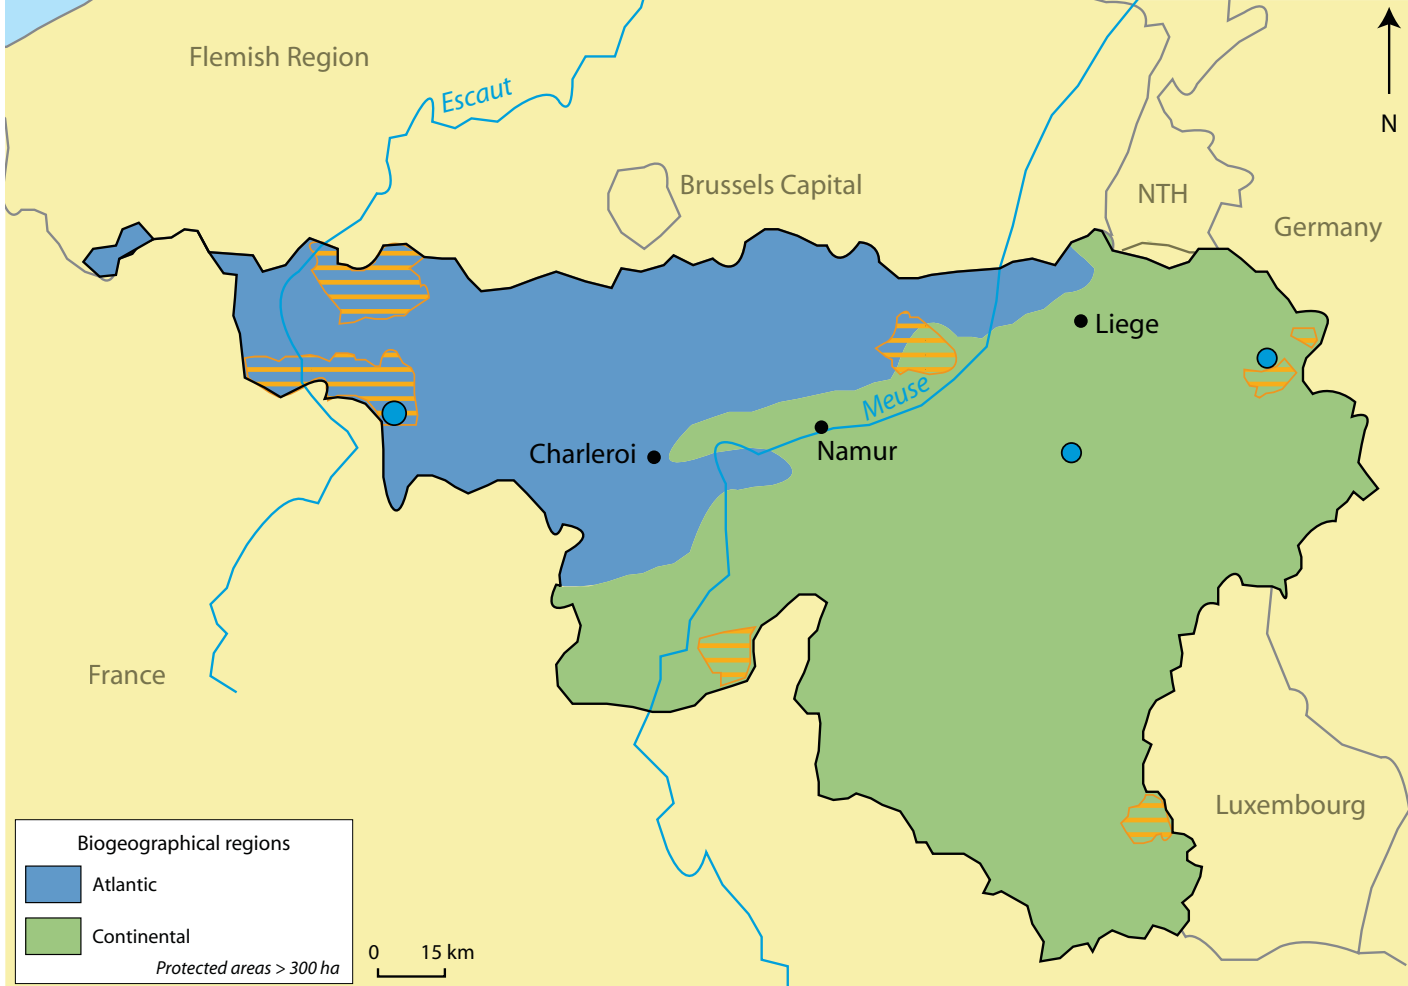 Flemish Region
Escaut
N
Brussels Capital
NTH
Germany
Liege
Meuse
Charleroi
Namur
France
Luxembourg
Biogeographical regions
Atlantic
Continental
Protected areas > 300 ha
0 15 km